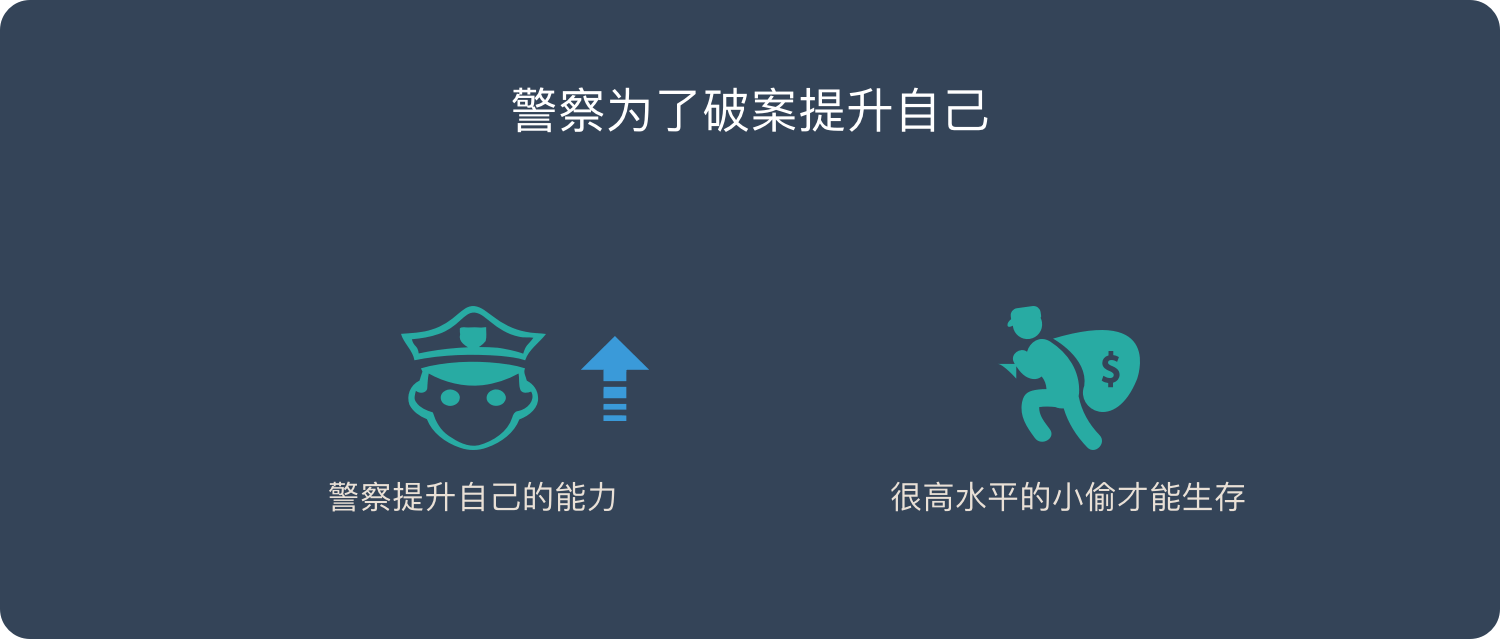 警察为了破案提升自己
$
警察提升自己的能力
很高水平的小偷才能生存